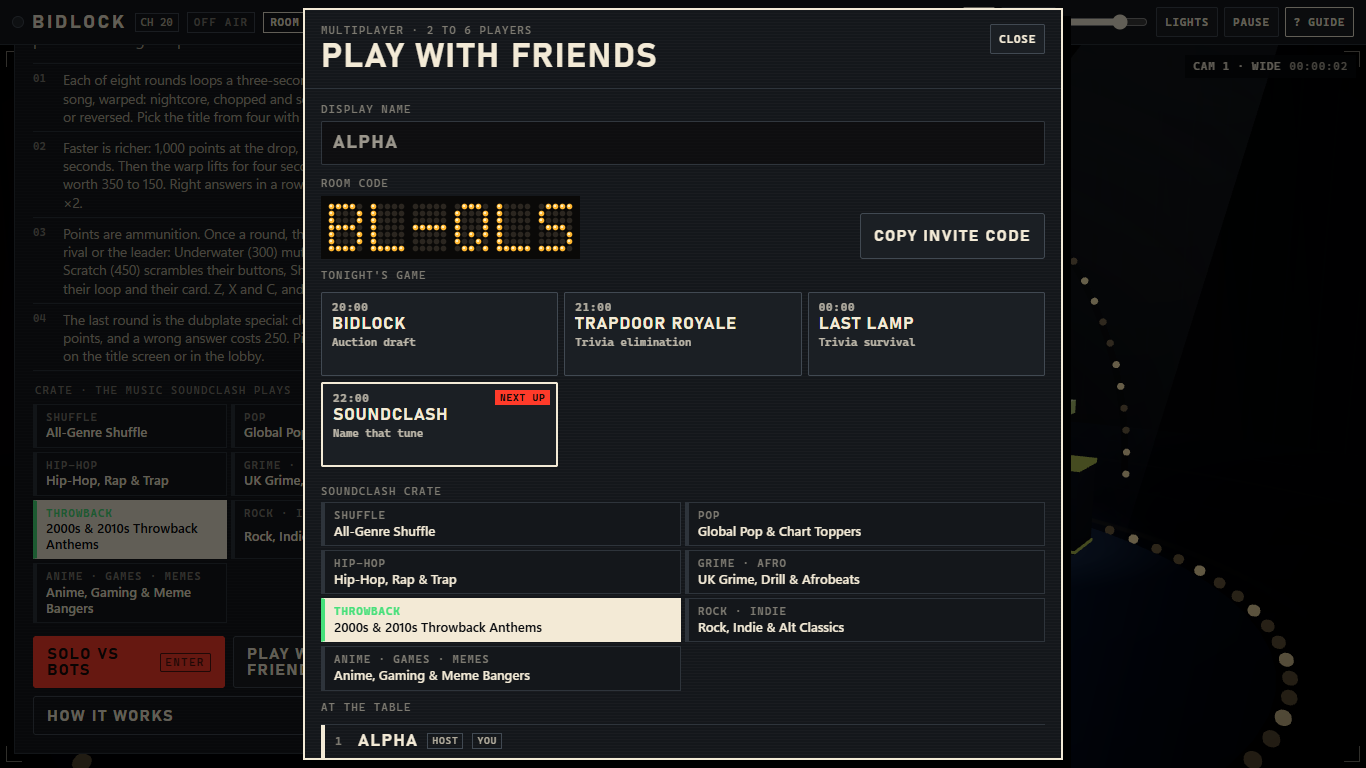 BIDLOCK
CH 20
OFF AIR
ROOM
LIGHTS
PAUSE
? GUIDE
CAM 1 · WIDE 00:00:02
01
Each of eight rounds loops a three-secon
song, warped: nightcore, chopped and s
or reversed. Pick the title from four with
02
Faster is richer: 1,000 points at the drop,
seconds. Then the warp lifts for four seco
worth 350 to 150. Right answers in a row
×2.
03
Points are ammunition. Once a round, th
rival or the leader: Underwater (300) muf
Scratch (450) scrambles their buttons, Sh
their loop and their card. Z, X and C, and
04
The last round is the dubplate special: cl
points, and a wrong answer costs 250. Pi
on the title screen or in the lobby.
CRATE · THE MUSIC SOUNDCLASH PLAYS
SHUFFLE
All-Genre Shuffle
POP
Global Pop
HIP-HOP
Hip-Hop, Rap & Trap
GRIME ·
UK Grime,
THROWBACK
2000s & 2010s Throwback
Anthems
ROCK · I
Rock, Indi
ANIME · GAMES · MEMES
Anime, Gaming & Meme
Bangers
SOLO VS
BOTS
ENTER
PLAY W
FRIEN
HOW IT WORKS
MULTIPLAYER · 2 TO 6 PLAYERS
PLAY WITH FRIENDS
CLOSE
DISPLAY NAME
ALPHA
ROOM CODE
BL-QLS
COPY INVITE CODE
TONIGHT'S GAME
20:00
BIDLOCK
Auction draft
21:00
TRAPDOOR ROYALE
Trivia elimination
00:00
LAST LAMP
Trivia survival
22:00
NEXT UP
SOUNDCLASH
Name that tune
SOUNDCLASH CRATE
SHUFFLE
All-Genre Shuffle
POP
Global Pop & Chart Toppers
HIP-HOP
Hip-Hop, Rap & Trap
GRIME · AFRO
UK Grime, Drill & Afrobeats
THROWBACK
2000s & 2010s Throwback Anthems
ROCK · INDIE
Rock, Indie & Alt Classics
ANIME · GAMES · MEMES
Anime, Gaming & Meme Bangers
AT THE TABLE
1 ALPHA HOST YOU